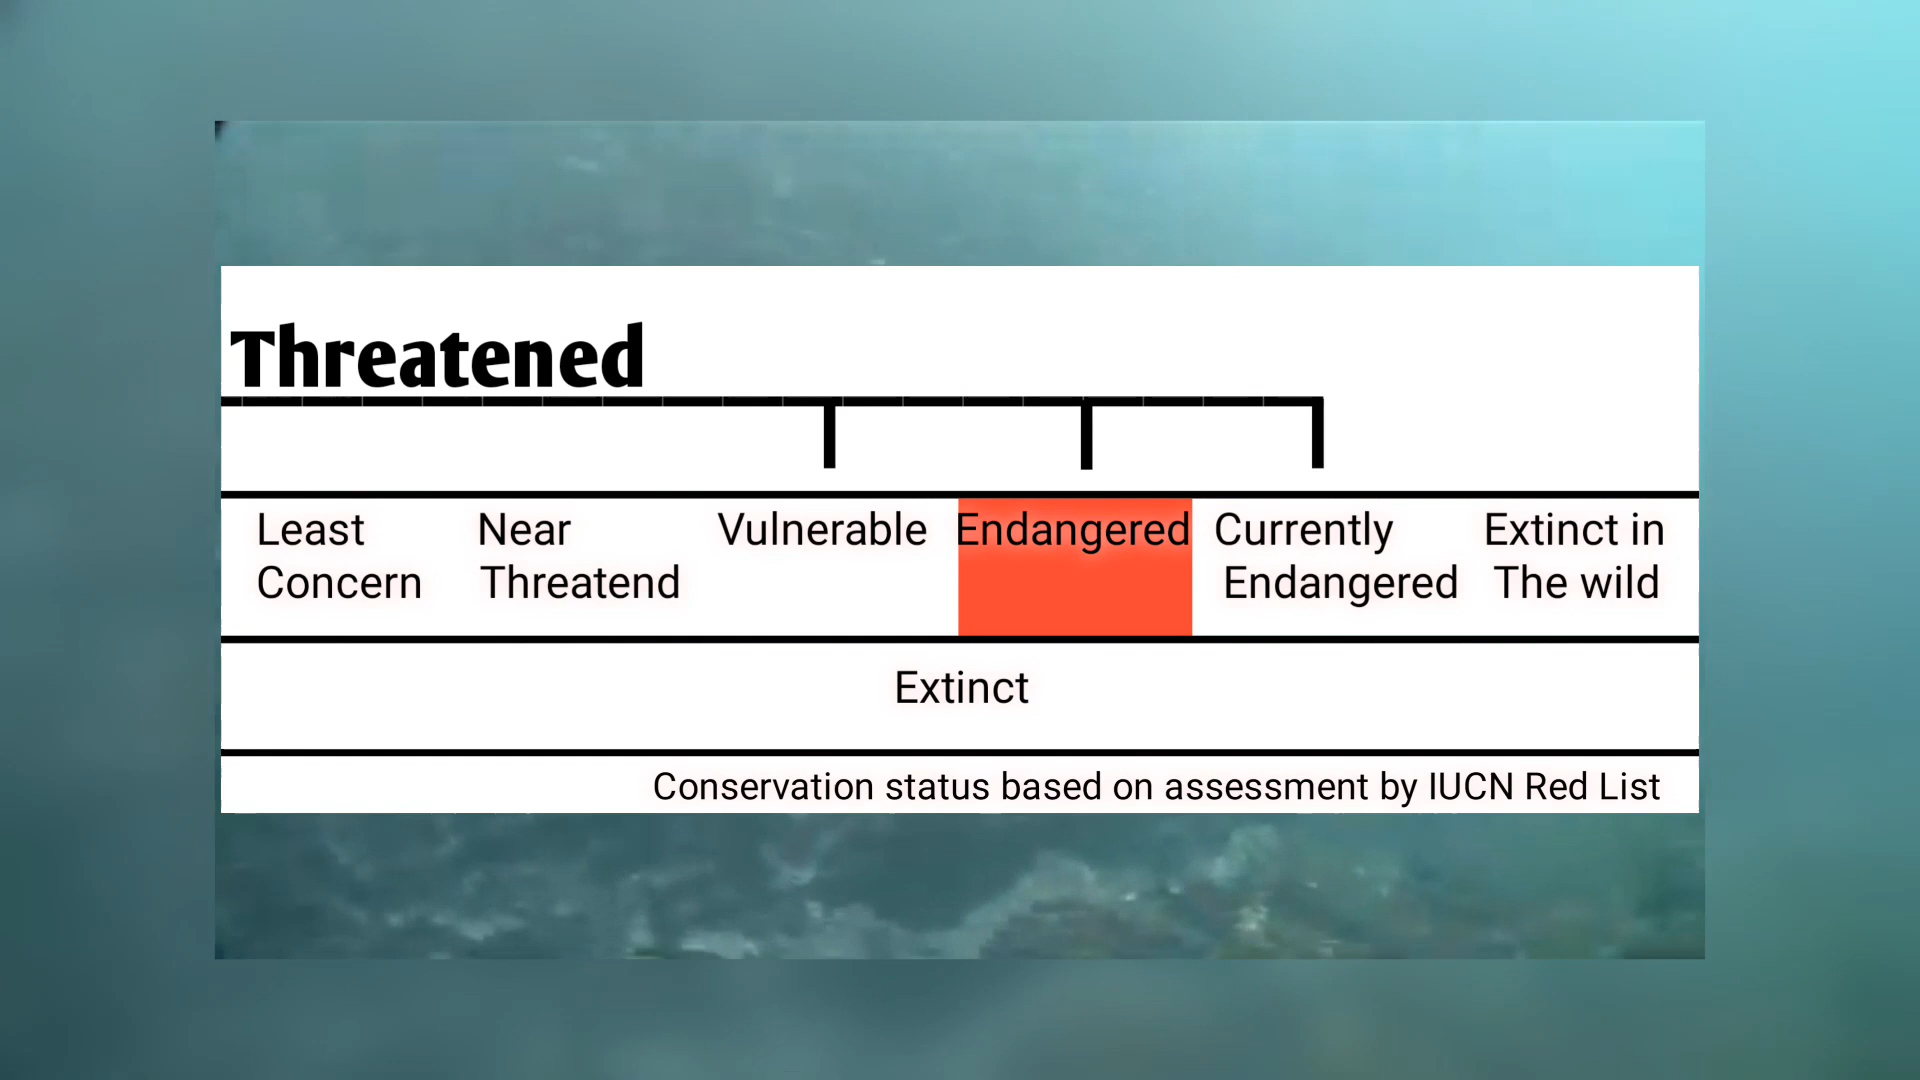 Threatened
Least Near Vulnerable Endangered Currently Extinct in
Concern Threatend Endangered The wild
Extinct
Conservation status based on assessment by IUCN Red List